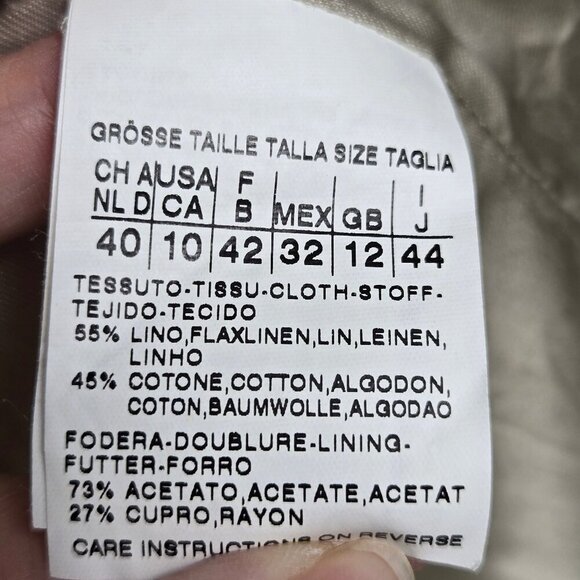 GRÖSSE TAILLE TALLA SIZE TAGLIA
CH A USA F MEX GB I
NL D CA B J
40 10 42 32 12 44
TESSUTO-TISSU-CLOTH-STOFF-
TEJIDO-TECIDO
55% LINO,FLAXLINEN,LIN,LEINEN,
LINHO
45% COTONE,COTTON,ALGODON,
COTON,BAUMWOLLE,ALGODAO
FODERA-DOUBLURE-LINING-
FUTTER-FORRO
73% ACETATO,ACETATE,ACETAT
27% CUPRO,RAYON
CARE INSTRUCTIONS ON REVERSE